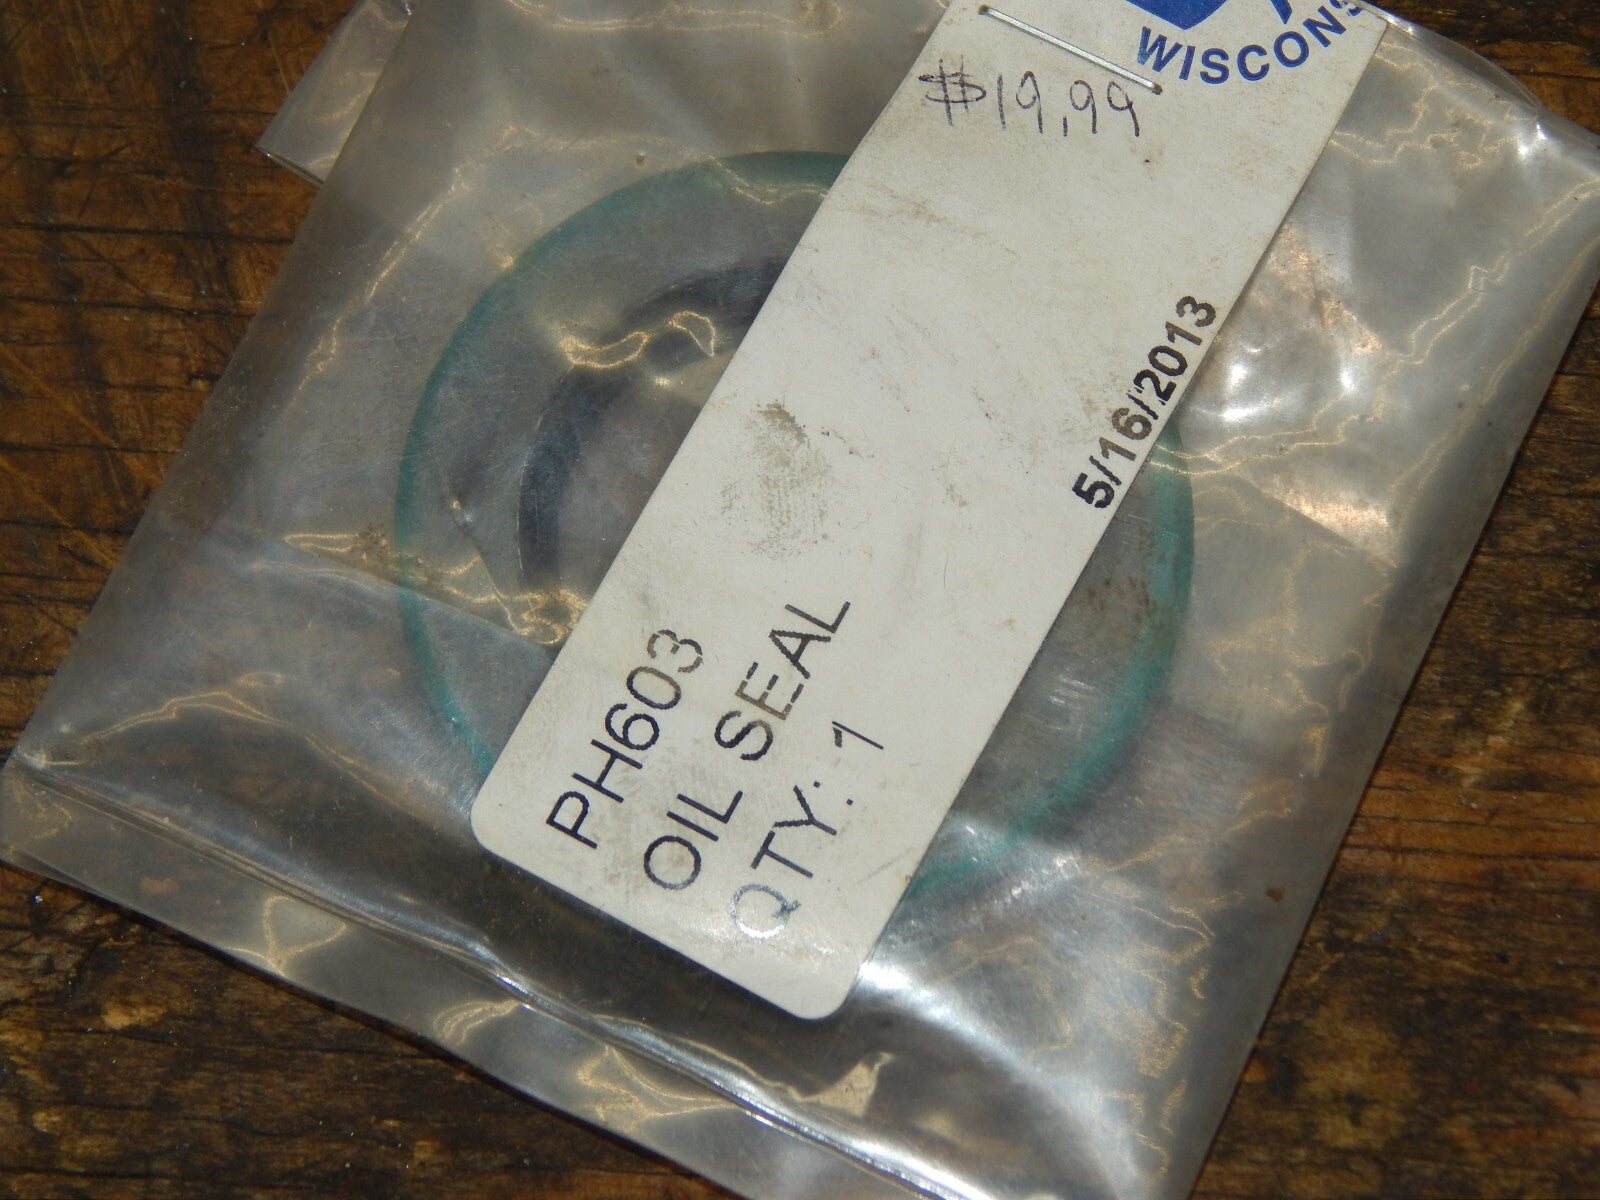 WISCONS
$19.99
5/16/2013
PH603
OIL SEAL
QTY: 1